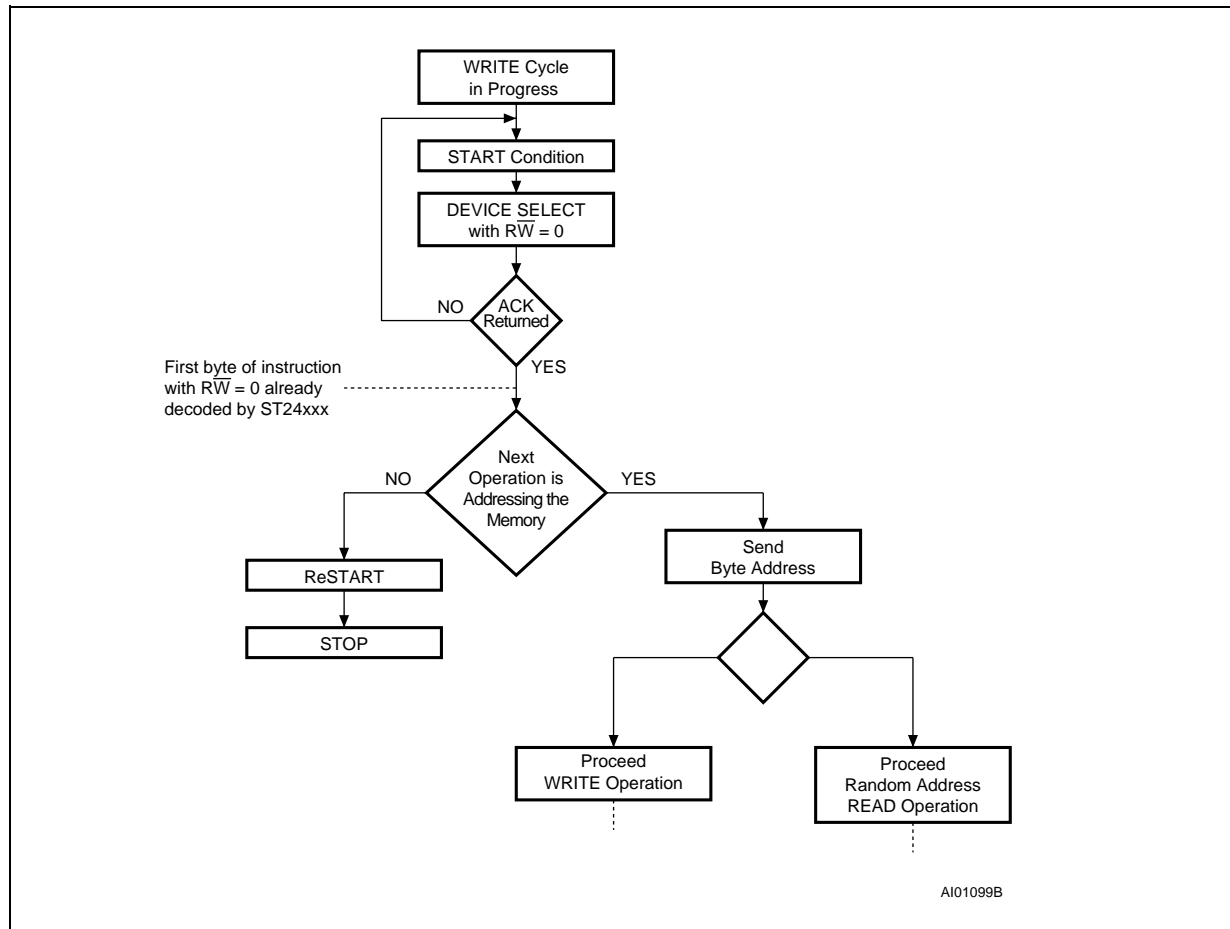 WRITE Cycle
in Progress
START Condition
DEVICE SELECT
with RW̅ = 0
ACK
Returned
NO
YES
First byte of instruction
with RW̅ = 0 already
decoded by ST24xxx
Next
Operation is
Addressing the
Memory
NO
YES
Send
Byte Address
ReSTART
STOP
Proceed
WRITE Operation
Proceed
Random Address
READ Operation
AI01099B